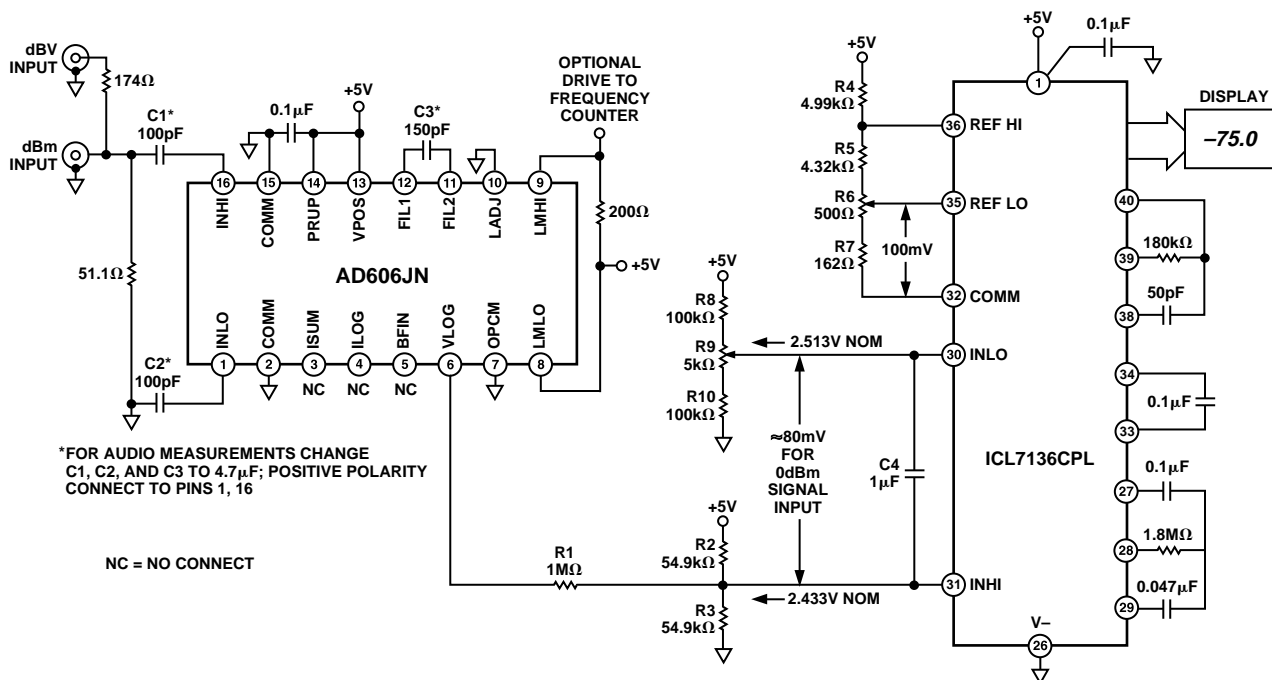 dBV
INPUT
174Ω
dBm
INPUT
C1*
100pF
0.1μF
+5V
C3*
150pF
OPTIONAL
DRIVE TO
FREQUENCY
COUNTER
16
15
14
13
12
11
10
9
INHI
COMM
PRUP
VPOS
FIL1
FIL2
LADJ
LMHI
200Ω
+5V
51.1Ω
AD606JN
INLO
COMM
ISUM
ILOG
BFIN
VLOG
OPCM
LMLO
1
2
3
4
5
6
7
8
NC
NC
NC
C2*
100pF
*FOR AUDIO MEASUREMENTS CHANGE
C1, C2, AND C3 TO 4.7μF; POSITIVE POLARITY
CONNECT TO PINS 1, 16
NC = NO CONNECT
R1
1MΩ
+5V
R2
54.9kΩ
R3
54.9kΩ
2.433V NOM
+5V
R8
100kΩ
R9
5kΩ
R10
100kΩ
2.513V NOM
≈80mV
FOR
0dBm
SIGNAL
INPUT
C4
1μF
+5V
R4
4.99kΩ
R5
4.32kΩ
R6
500Ω
R7
162Ω
100mV
+5V
0.1μF
1
36
REF HI
35
REF LO
32
COMM
30
INLO
31
INHI
ICL7136CPL
V–
26
DISPLAY
–75.0
40
39
180kΩ
38
50pF
34
0.1μF
33
27
0.1μF
28
1.8MΩ
29
0.047μF